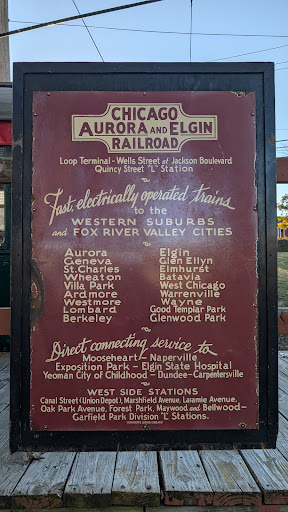 CHICAGO
AURORA AND ELGIN
RAILROAD
Loop Terminal - Wells Street at Jackson Boulevard
Quincy Street "L" Station
Fast, electrically operated trains
to the
WESTERN SUBURBS
and FOX RIVER VALLEY CITIES
Aurora Elgin
Geneva Glen Ellyn
St. Charles Elmhurst
Wheaton Batavia
Villa Park West Chicago
Ardmore Warrenville
Westmore Wayne
Lombard Good Templar Park
Berkeley Glenwood Park
Direct connecting service to
Mooseheart - Naperville
Exposition Park - Elgin State Hospital
Yeoman City of Childhood - Dundee - Carpentersville
WEST SIDE STATIONS
Canal Street (Union Depot), Marshfield Avenue, Laramie Avenue,
Oak Park Avenue, Forest Park, Maywood and Bellwood -
Garfield Park Division "L" Stations.